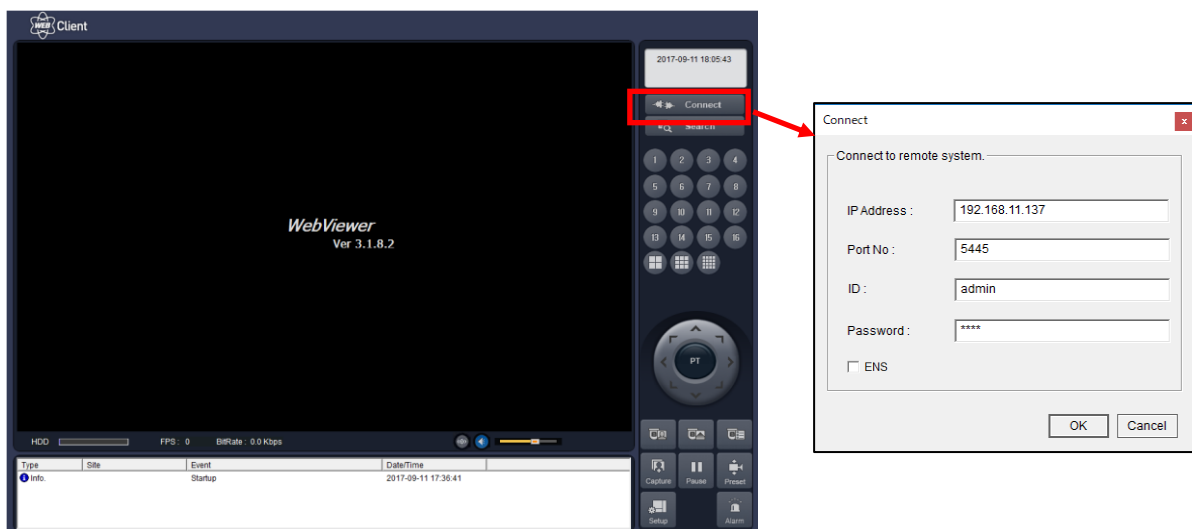 WEB Client
2017-09-11 18:05:43
Connect
Search
1 2 3 4
5 6 7 8
9 10 11 12
13 14 15 16
WebViewer
Ver 3.1.8.2
PT
HDD FPS : 0 BitRate : 0.0 Kbps
Type Site Event Date/Time
Info. Startup 2017-09-11 17:36:41
Capture Pause Preset
Setup Alarm
Connect
x
Connect to remote system.
IP Address : 192.168.11.137
Port No : 5445
ID : admin
Password : ****
ENS
OK Cancel